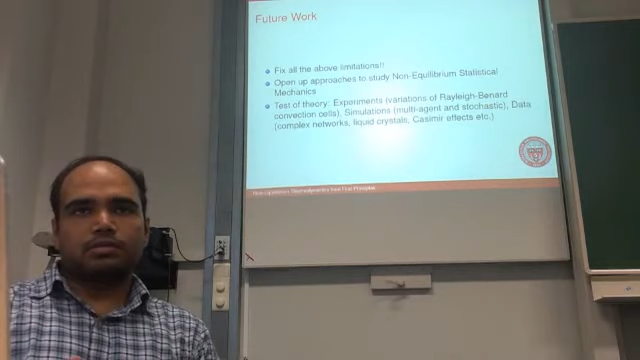 Future Work
Fix all the above limitations!!
Open up approaches to study Non-Equilibrium Statistical
Mechanics
Test of theory: Experiments (variations of Rayleigh-Benard
convection cells), Simulations (multi-agent and stochastic), Data
(complex networks, liquid crystals, Casimir effects etc.)
Thermodynamics from First Principles